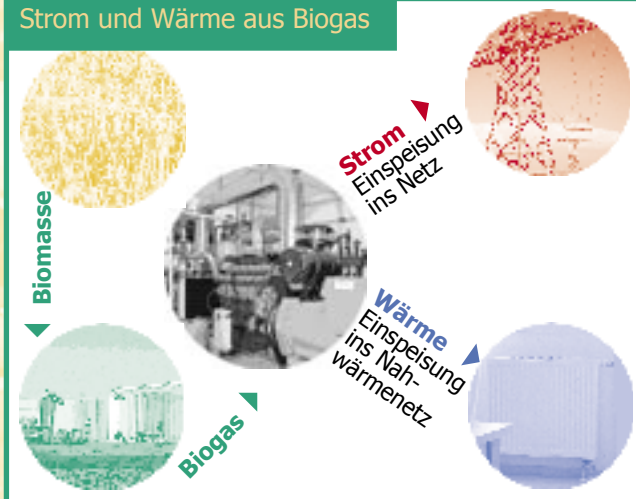 Strom und Wärme aus Biogas
Biomasse
Biogas
Strom
Einspeisung
ins Netz
Wärme
Einspeisung
ins Nah-
wärmenetz